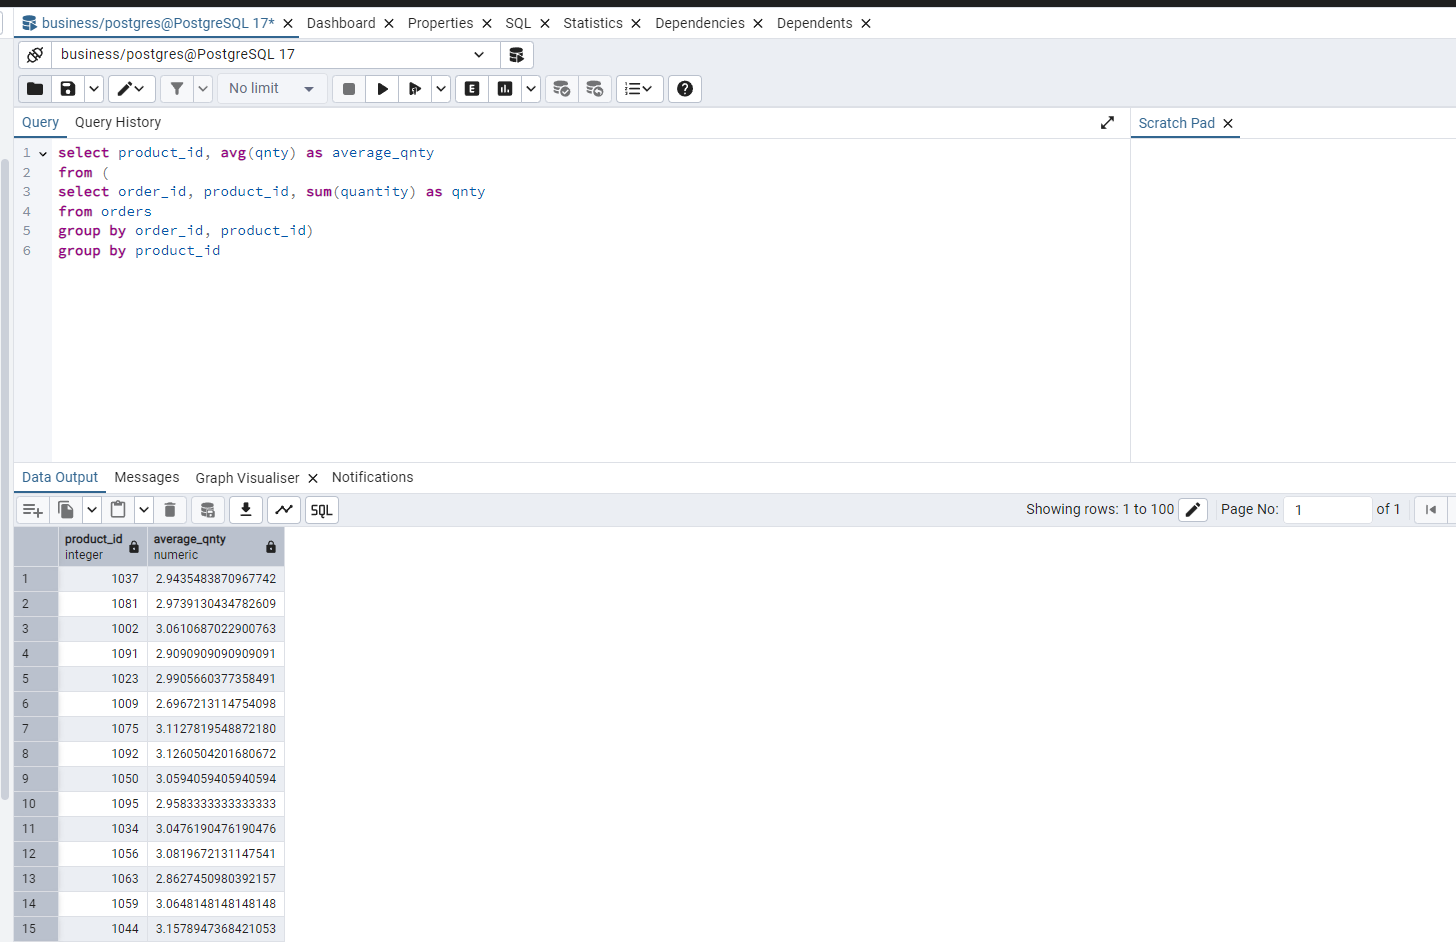 business/postgres@PostgreSQL 17* Dashboard Properties SQL Statistics Dependencies Dependents
business/postgres@PostgreSQL 17
No limit
Query Query History
Scratch Pad
1 select product_id, avg(qnty) as average_qnty
2 from (
3 select order_id, product_id, sum(quantity) as qnty
4 from orders
5 group by order_id, product_id)
6 group by product_id
Data Output Messages Graph Visualiser Notifications
SQL Showing rows: 1 to 100 Page No: 1 of 1
product_id average_qnty
integer numeric
1 1037 2.9435483870967742
2 1081 2.9739130434782609
3 1002 3.0610687022900763
4 1091 2.9090909090909091
5 1023 2.9905660377358491
6 1009 2.6967213114754098
7 1075 3.1127819548872180
8 1092 3.1260504201680672
9 1050 3.0594059405940594
10 1095 2.9583333333333333
11 1034 3.0476190476190476
12 1056 3.0819672131147541
13 1063 2.8627450980392157
14 1059 3.0648148148148148
15 1044 3.1578947368421053